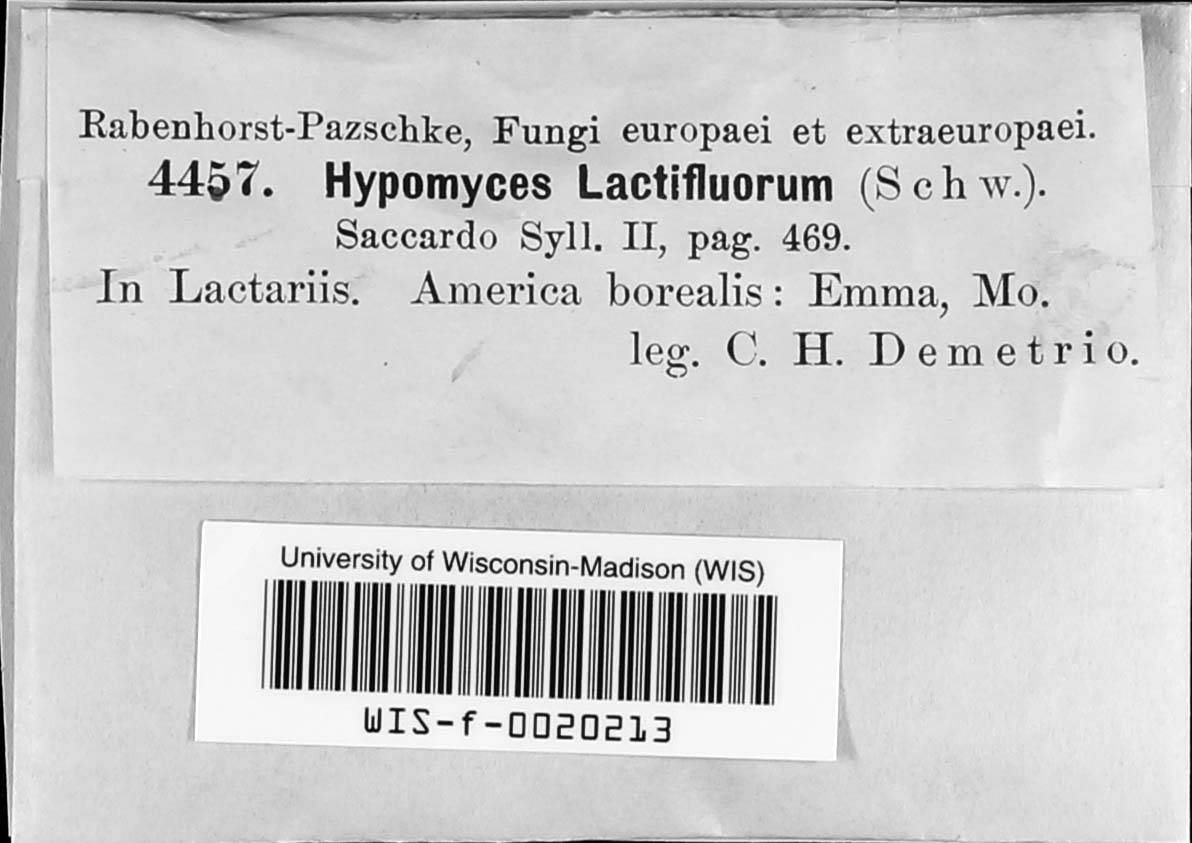 Rabenhorst-Pazschke, Fungi europaei et extraeuropaei.
4457. Hypomyces Lactifluorum (Schw.).
Saccardo Syll. II, pag. 469.
In Lactariis. America borealis: Emma, Mo.
leg. C. H. Demetrio.
University of Wisconsin-Madison (WIS)
WIS-f-0020213